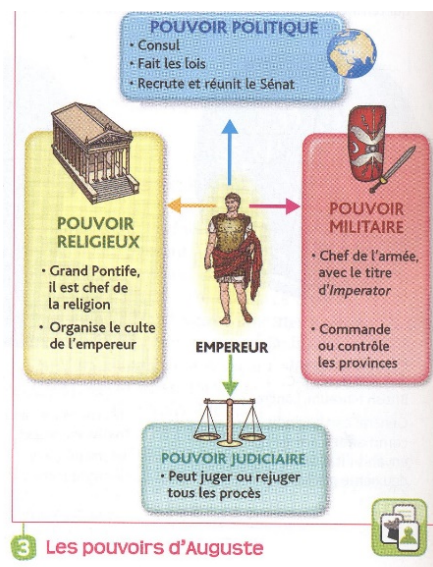 POUVOIR POLITIQUE
• Consul
• Fait les lois
• Recrute et réunit le Sénat
POUVOIR
RELIGIEUX
• Grand Pontife,
il est chef de
la religion
• Organise le culte
de l'empereur
EMPEREUR
POUVOIR
MILITAIRE
• Chef de l'armée,
avec le titre
d'Imperator
• Commande
ou contrôle
les provinces
POUVOIR JUDICIAIRE
• Peut juger ou rejuger
tous les procès
3 Les pouvoirs d'Auguste